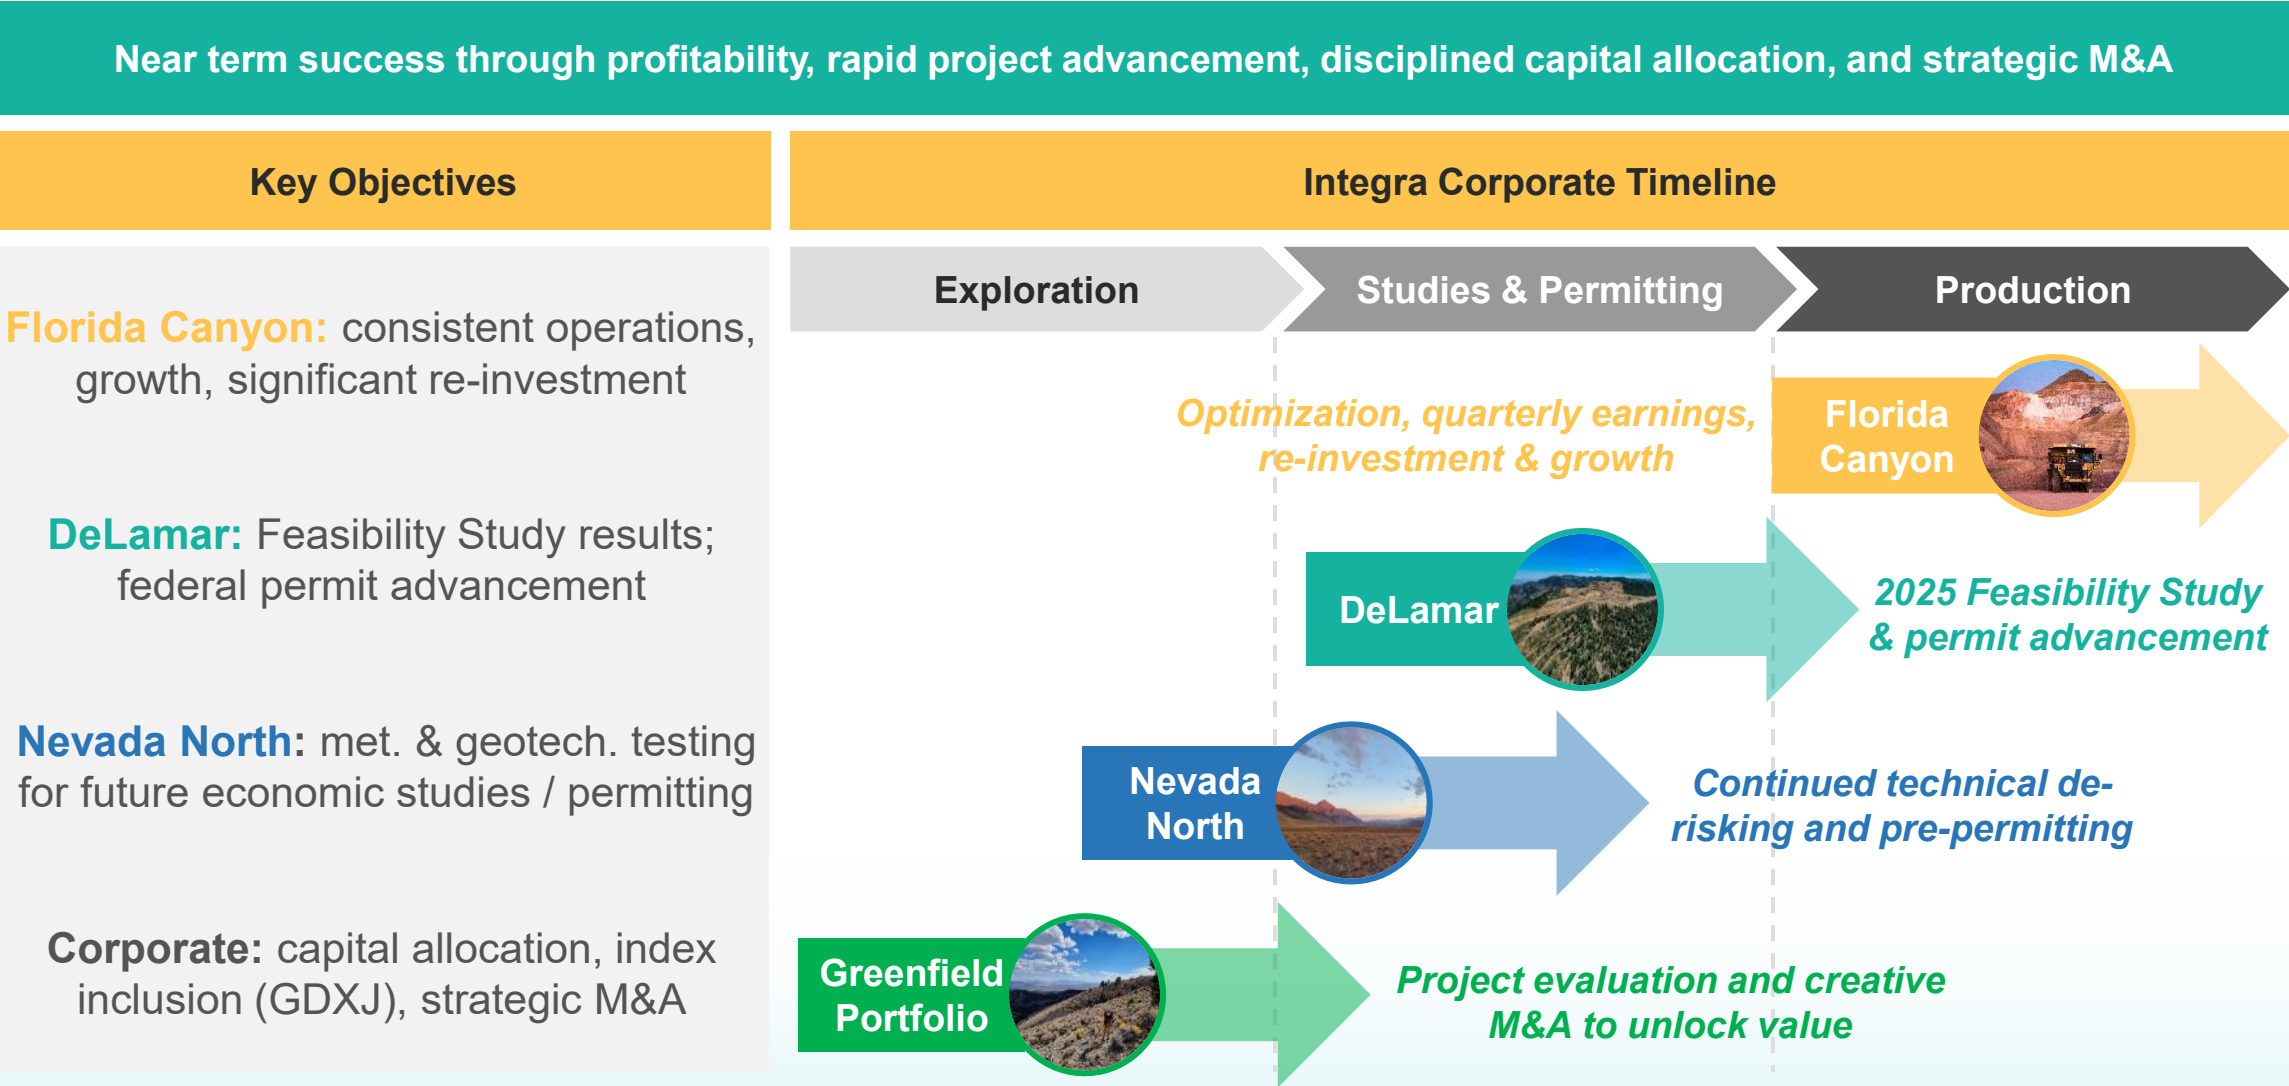 Near term success through profitability, rapid project advancement, disciplined capital allocation, and strategic M&A
Key Objectives
Florida Canyon: consistent operations,
growth, significant re-investment
DeLamar: Feasibility Study results;
federal permit advancement
Nevada North: met. & geotech. testing
for future economic studies / permitting
Corporate: capital allocation, index
inclusion (GDXJ), strategic M&A
Integra Corporate Timeline
Exploration
Studies & Permitting
Production
Optimization, quarterly earnings,
re-investment & growth
Florida
Canyon
DeLamar
2025 Feasibility Study
& permit advancement
Nevada
North
Continued technical de-
risking and pre-permitting
Greenfield
Portfolio
Project evaluation and creative
M&A to unlock value